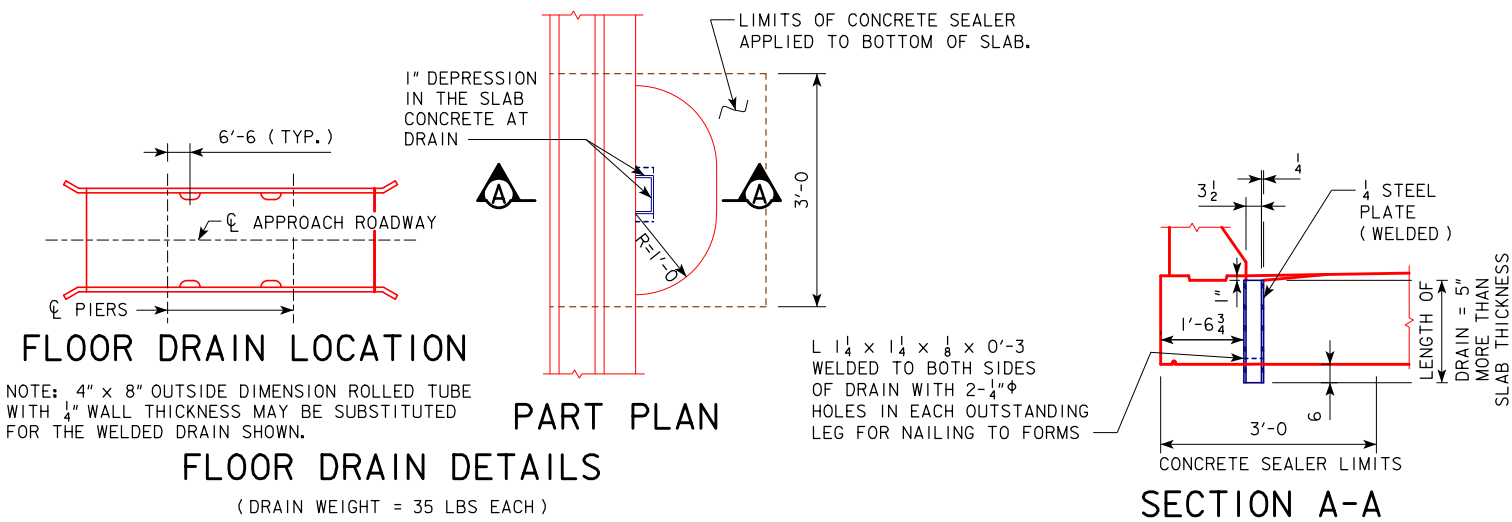 LIMITS OF CONCRETE SEALER
APPLIED TO BOTTOM OF SLAB.
1" DEPRESSION
IN THE SLAB
CONCRETE AT
DRAIN
6'-6 (TYP.)
℄ APPROACH ROADWAY
℄ PIERS
FLOOR DRAIN LOCATION
NOTE: 4" x 8" OUTSIDE DIMENSION ROLLED TUBE
WITH 1/4" WALL THICKNESS MAY BE SUBSTITUTED
FOR THE WELDED DRAIN SHOWN.
A
A
R=1'-0
3'-0
PART PLAN
FLOOR DRAIN DETAILS
(DRAIN WEIGHT = 35 LBS EACH)
1/4
3 1/2
1/4 STEEL
PLATE
(WELDED)
1"
1'-6 3/4
L 1 1/4 x 1 1/4 x 1/8 x 0'-3
WELDED TO BOTH SIDES
OF DRAIN WITH 2-1/4"Φ
HOLES IN EACH OUTSTANDING
LEG FOR NAILING TO FORMS
LENGTH OF
DRAIN = 5"
MORE THAN
SLAB THICKNESS
6
3'-0
CONCRETE SEALER LIMITS
SECTION A-A